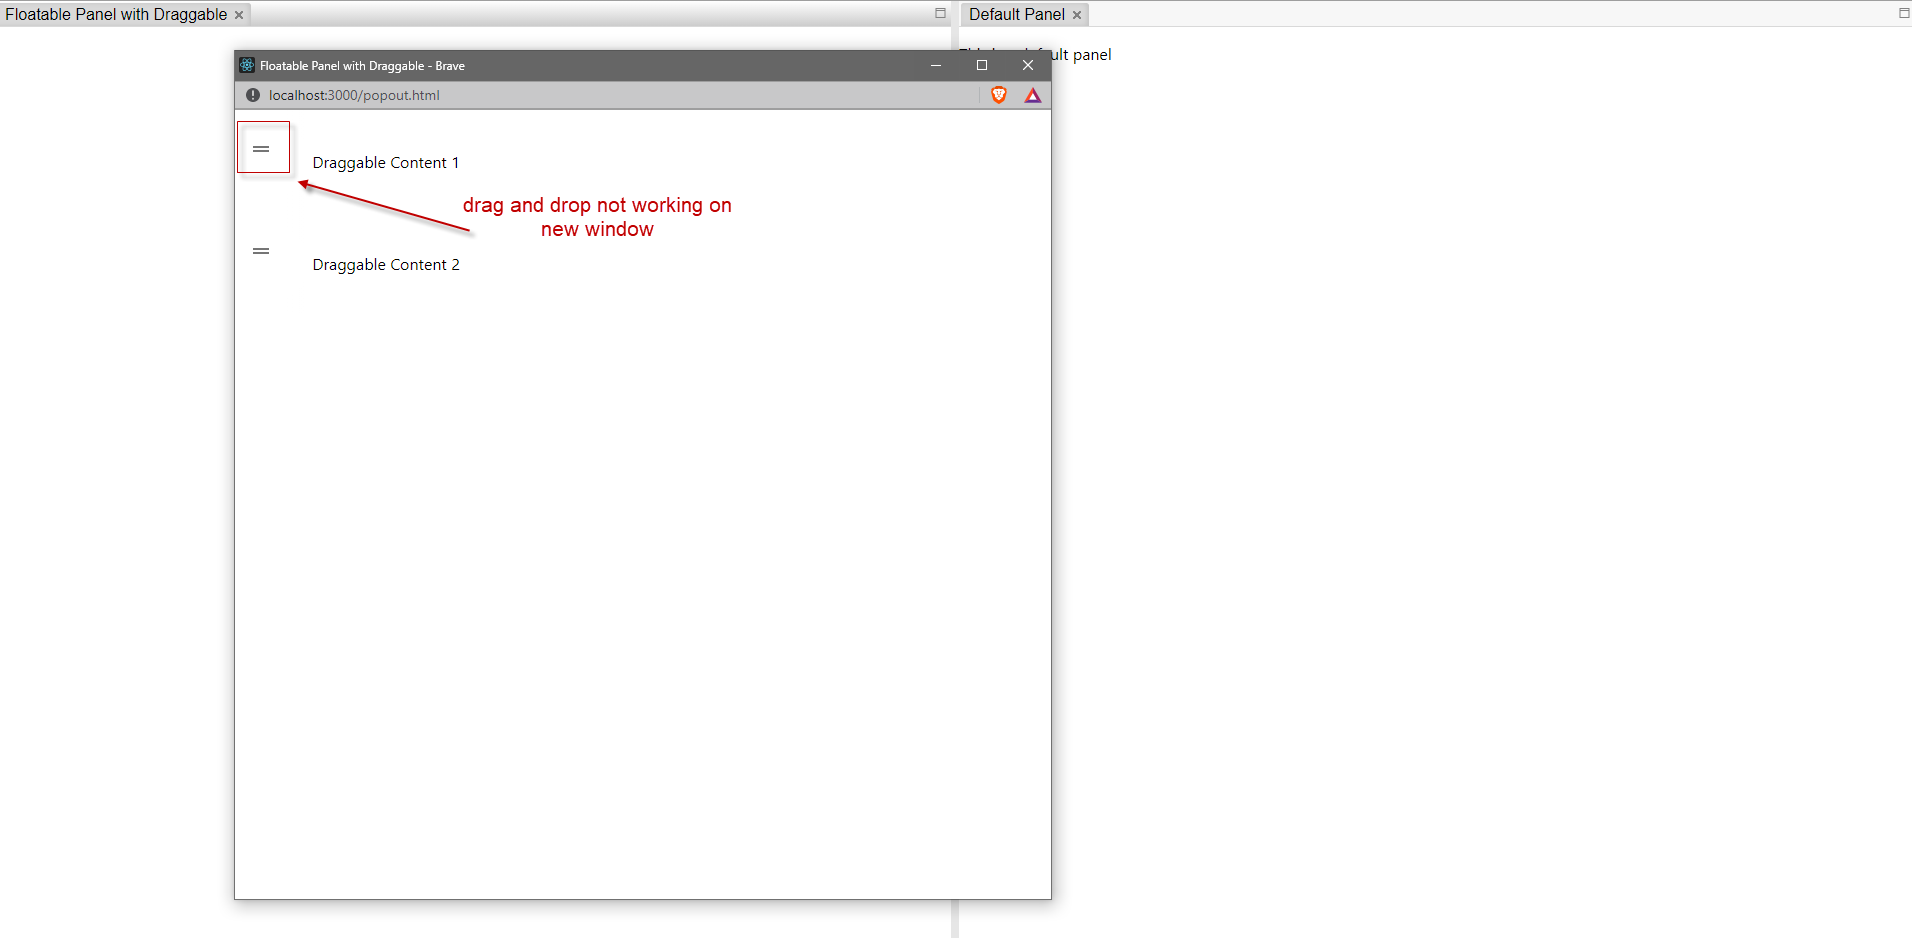 Floatable Panel with Draggable
Default Panel
ult panel
Floatable Panel with Draggable - Brave
localhost:3000/popout.html
Draggable Content 1
drag and drop not working on
new window
Draggable Content 2